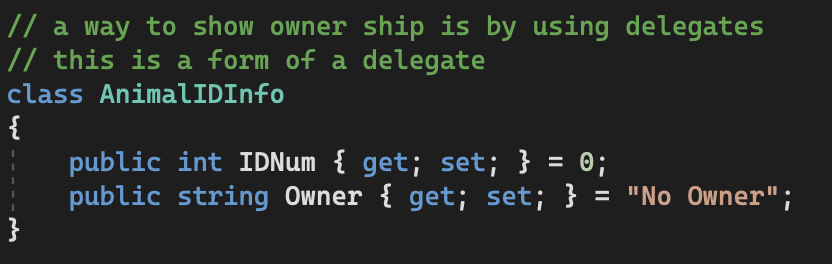 // a way to show owner ship is by using delegates
// this is a form of a delegate
class AnimalIDInfo
{
    public int IDNum { get; set; } = 0;
    public string Owner { get; set; } = "No Owner";
}